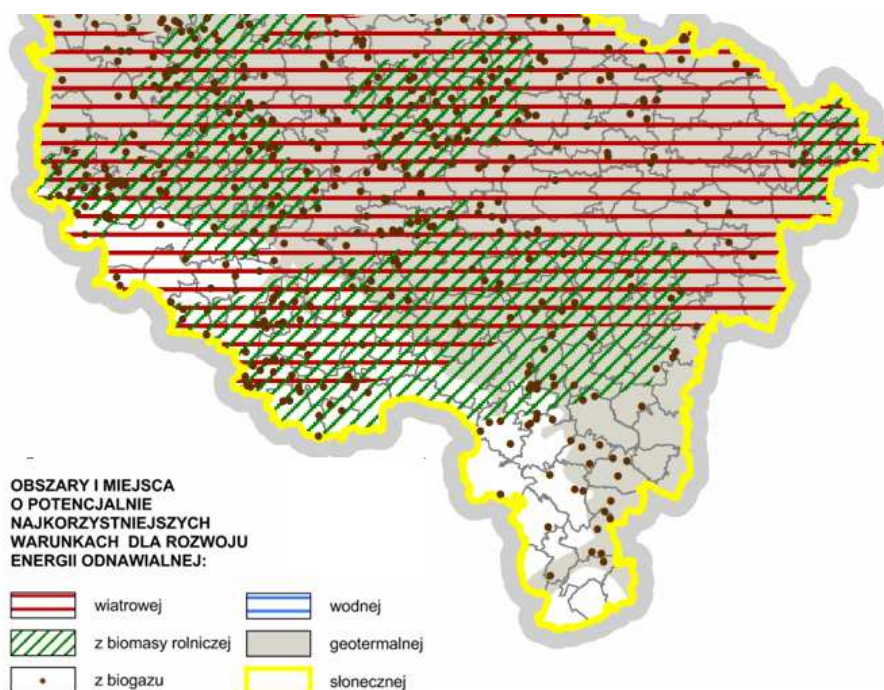 OBSZARY I MIEJSCA
O POTENCJALNIE
NAJKORZYSTNIEJSZYCH
WARUNKACH DLA ROZWOJU
ENERGII ODNAWIALNEJ:
wiatrowej
wodnej
z biomasy rolniczej
geotermalnej
z biogazu
słonecznej